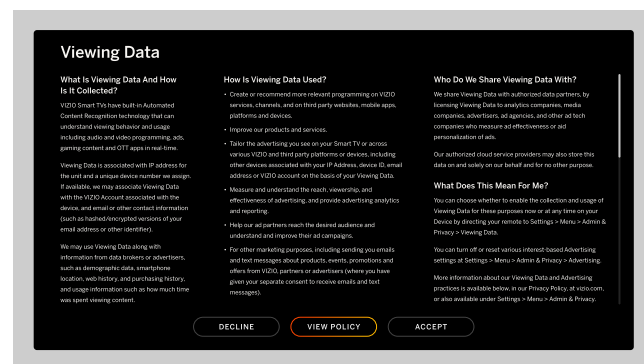 Viewing Data
What Is Viewing Data And How
Is It Collected?
VIZIO Smart TVs have built-in Automated
Content Recognition technology that can
understand viewing behavior and usage
including audio and video programming, ads,
gaming content and OTT apps in real-time.
Viewing Data is associated with IP address for
the unit and a unique device number we assign.
If available, we may associate Viewing Data
with the VIZIO Account associated with the
device, and email or other contact information
(such as hashed/encrypted versions of your
email address or other identifier).
We may use Viewing Data along with
information from data brokers or advertisers,
such as demographic data, smartphone
location, web history, and purchasing history,
and usage information such as how much time
was spent viewing content.
How Is Viewing Data Used?
• Create or recommend more relevant programming on VIZIO
services, channels, and on third party websites, mobile apps,
platforms and devices.
• Improve our products and services.
• Tailor the advertising you see on your Smart TV or across
various VIZIO and third party platforms or devices, including
other devices associated with your IP Address, device ID, email
address or VIZIO account on the basis of your Viewing Data.
• Measure and understand the reach, viewership, and
effectiveness of advertising, and provide advertising analytics
and reporting.
• Help our ad partners reach the desired audience and
understand and improve their ad campaigns.
• For other marketing purposes, including sending you emails
and text messages about products, events, promotions and
offers from VIZIO, partners or advertisers (where you have
given your separate consent to receive emails and text
messages).
Who Do We Share Viewing Data With?
We share Viewing Data with authorized data partners, by
licensing Viewing Data to analytics companies, media
companies, advertisers, ad agencies, and other ad tech
companies who measure ad effectiveness or aid
personalization of ads.
Our authorized cloud service providers may also store this
data on and solely on our behalf and for no other purpose.
What Does This Mean For Me?
You can choose whether to enable the collection and usage of
Viewing Data for these purposes now or at any time on your
Device by directing your remote to Settings > Menu > Admin &
Privacy > Viewing Data.
You can turn off or reset various interest-based Advertising
settings at Settings > Menu > Admin & Privacy > Advertising.
More information about our Viewing Data and Advertising
practices is available below, in our Privacy Policy, at vizio.com,
or also available under Settings > Menu > Admin & Privacy.
DECLINE
VIEW POLICY
ACCEPT